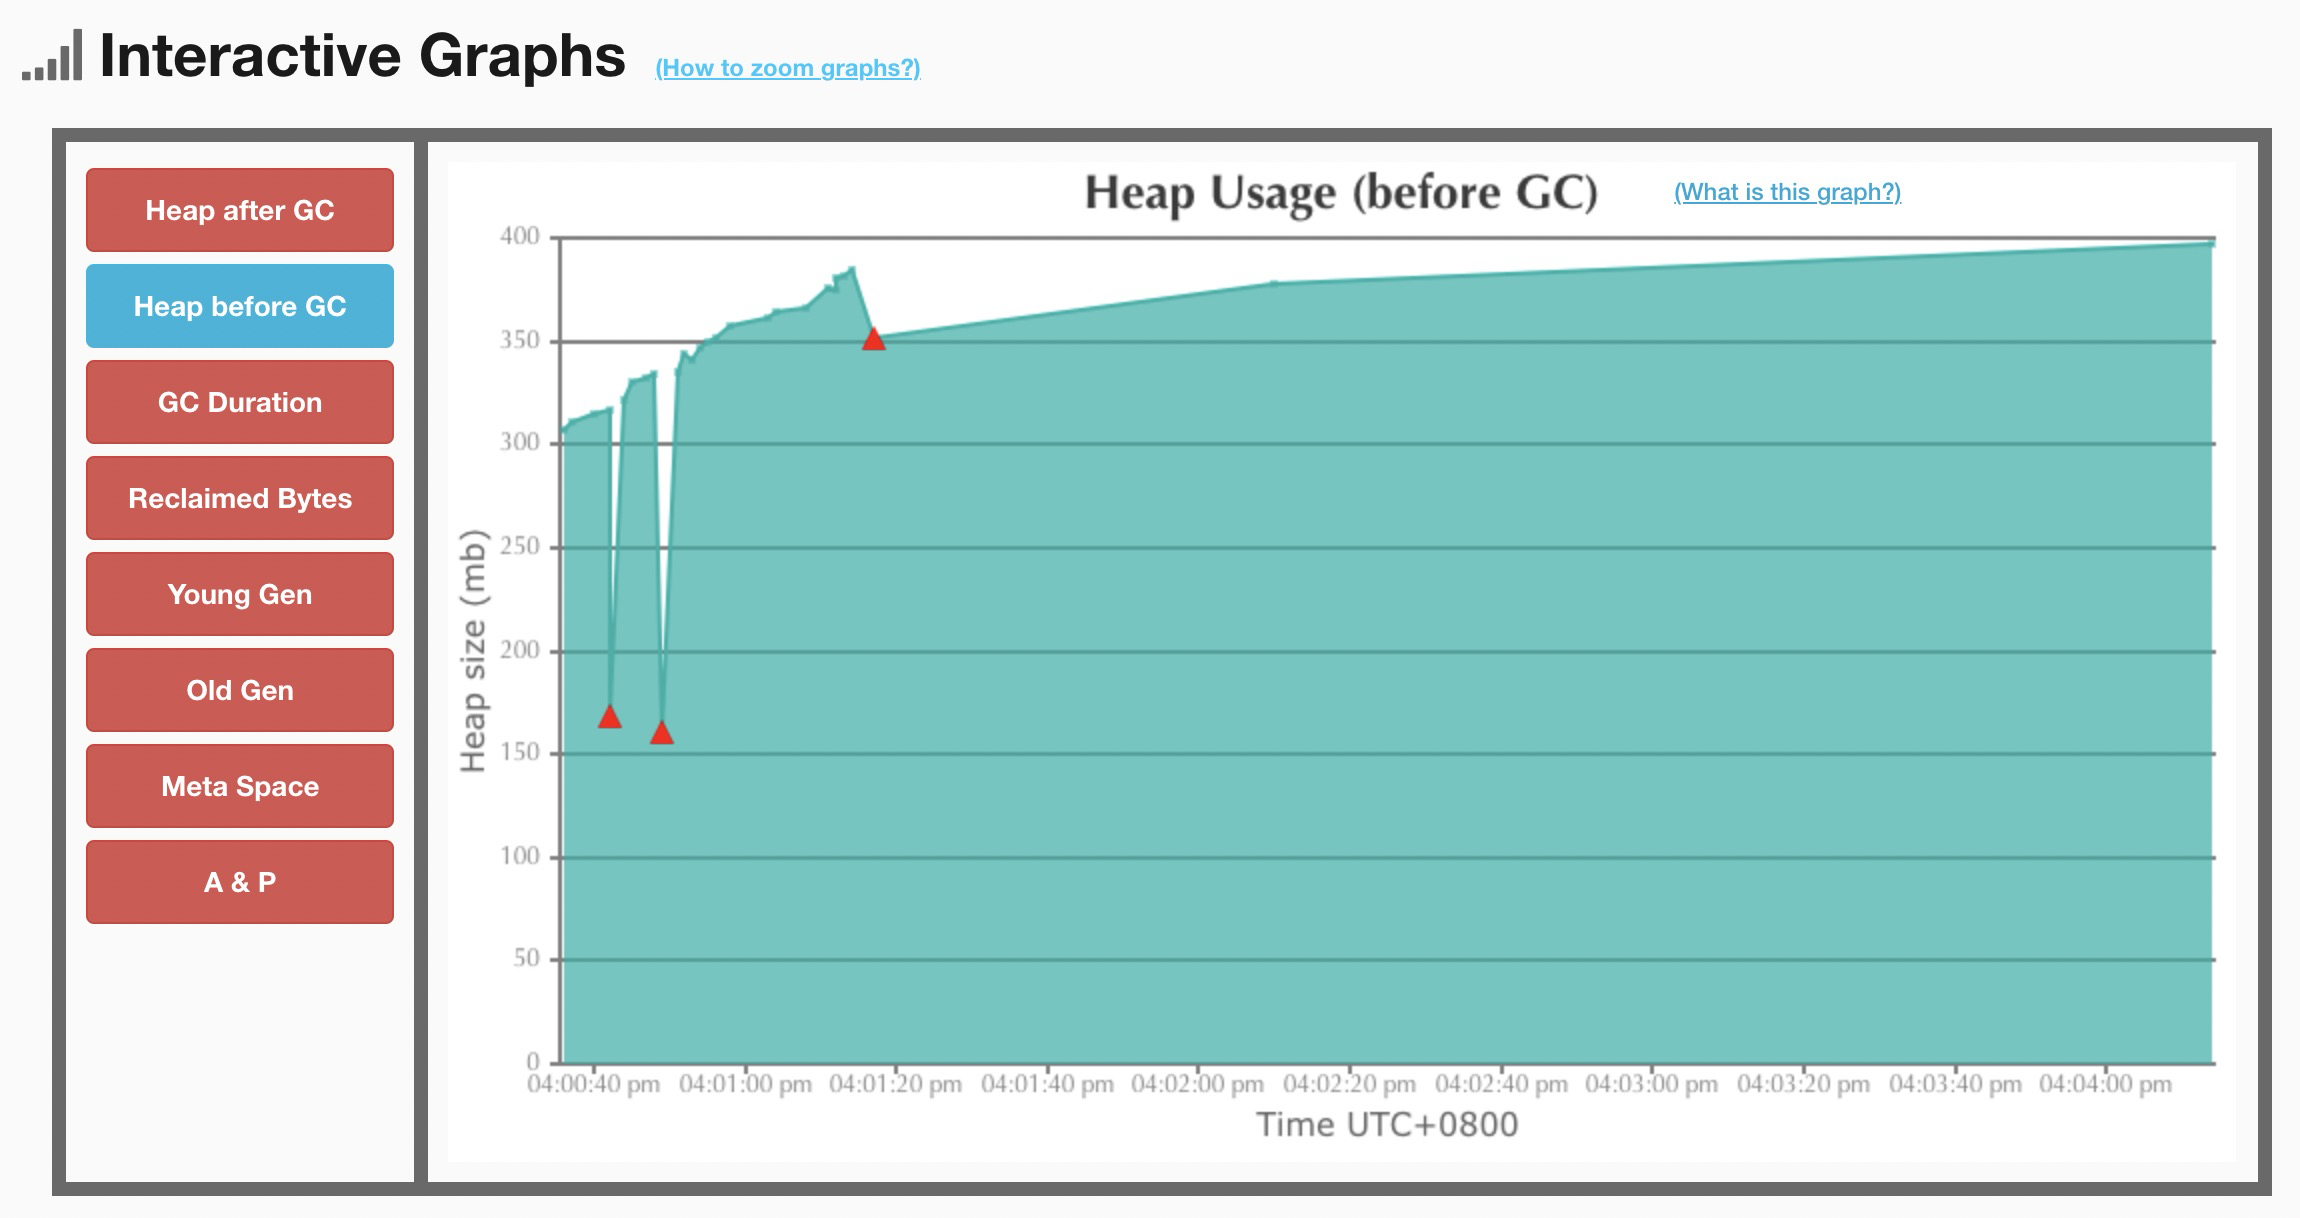 Interactive Graphs (How to zoom graphs?)
Heap after GC
Heap before GC
GC Duration
Reclaimed Bytes
Young Gen
Old Gen
Meta Space
A & P
Heap Usage (before GC) (What is this graph?)
Heap size (mb)
400
350
300
250
200
150
100
50
0
04:00:40 pm 04:01:00 pm 04:01:20 pm 04:01:40 pm 04:02:00 pm 04:02:20 pm 04:02:40 pm 04:03:00 pm 04:03:20 pm 04:03:40 pm 04:04:00 pm
Time UTC+0800